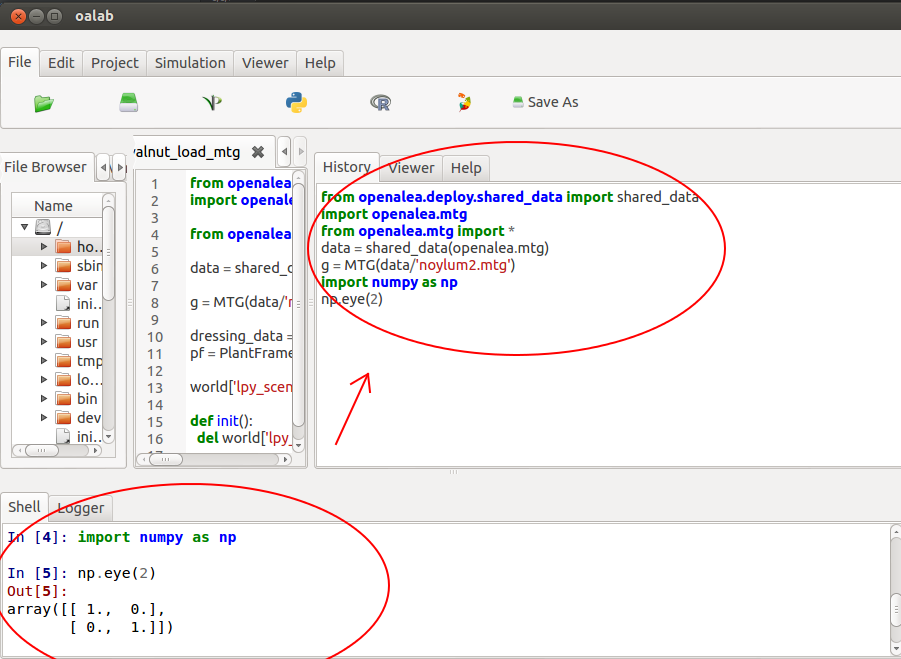 oalab
File Edit Project Simulation Viewer Help
Save As
File Browser
Name
/
ho...
sbin
var
ini...
run
usr
tmp
lo...
bin
dev
ini...
alnut_load_mtg
1 from openalea
2 import openale
3
4 from openalea
5
6 data = shared_d
7
8 g = MTG(data/'n
9
10 dressing_data =
11 pf = PlantFrame
12
13 world['lpy_scen
14
15 def init():
16 del world['lpy_
History Viewer Help
from openalea.deploy.shared_data import shared_data
import openalea.mtg
from openalea.mtg import *
data = shared_data(openalea.mtg)
g = MTG(data/'noylum2.mtg')
import numpy as np
np.eye(2)
Shell Logger
In [4]: import numpy as np
In [5]: np.eye(2)
Out[5]:
array([[ 1.,  0.],
       [ 0.,  1.]])